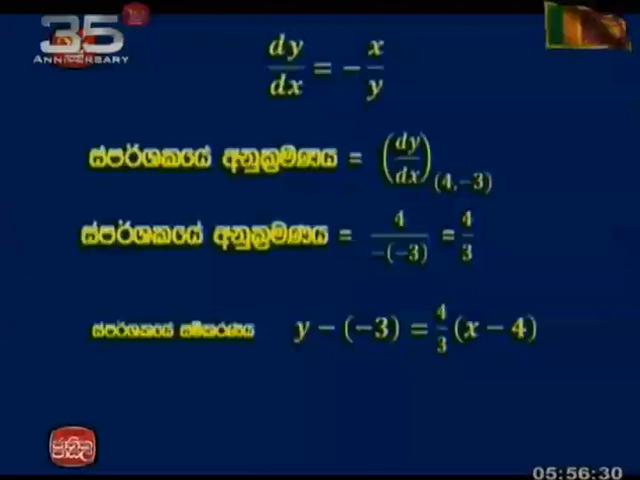 35
ANNIVERSARY
dy/dx = − x/y
ස්පර්ශකයේ අනුක්‍රමණය = (dy/dx)(4,−3)
ස්පර්ශකයේ අනුක්‍රමණය = 4/−(−3) = 4/3
ස්පර්ශකයේ සමීකරණය y − (−3) = 4/3 (x − 4)
05:56:30